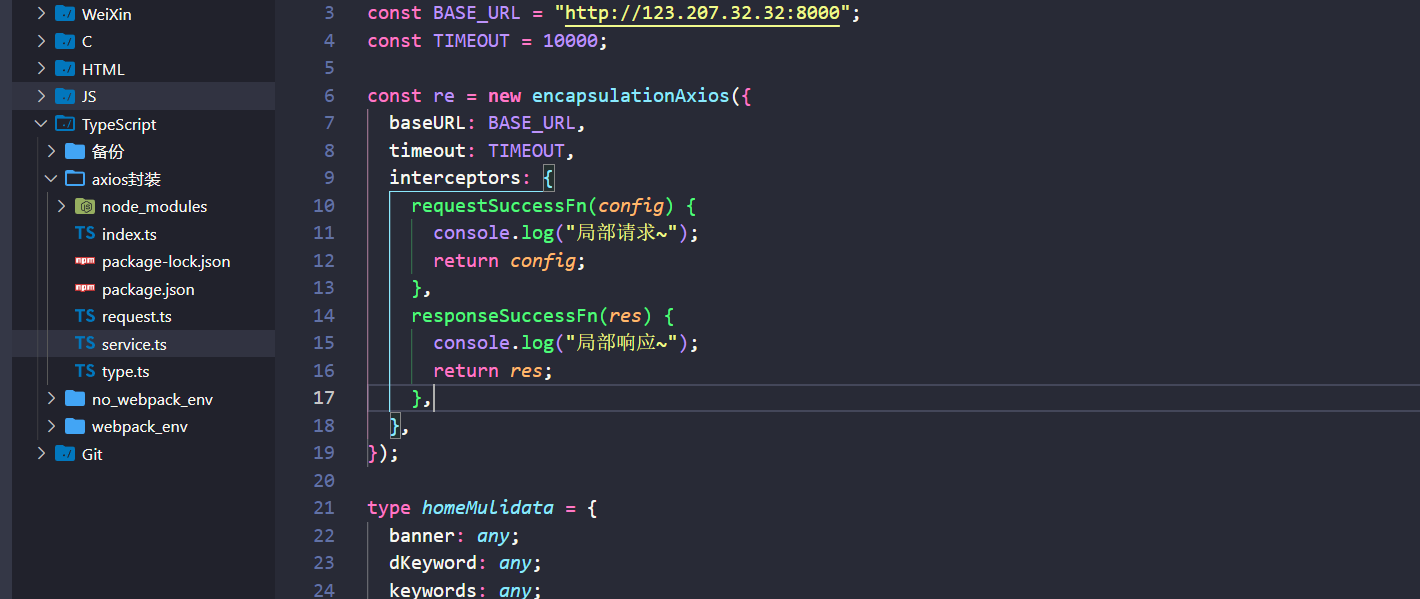 WeiXin
C
HTML
JS
TypeScript
备份
axios封装
node_modules
TS index.ts
npm package-lock.json
npm package.json
TS request.ts
TS service.ts
TS type.ts
no_webpack_env
webpack_env
Git
3 const BASE_URL = "http://123.207.32.32:8000";
4 const TIMEOUT = 10000;
5
6 const re = new encapsulationAxios({
7 baseURL: BASE_URL,
8 timeout: TIMEOUT,
9 interceptors: {
10 requestSuccessFn(config) {
11 console.log("局部请求~");
12 return config;
13 },
14 responseSuccessFn(res) {
15 console.log("局部响应~");
16 return res;
17 },
18 },
19 });
20
21 type homeMulidata = {
22 banner: any;
23 dKeyword: any;
24 keywords: any;